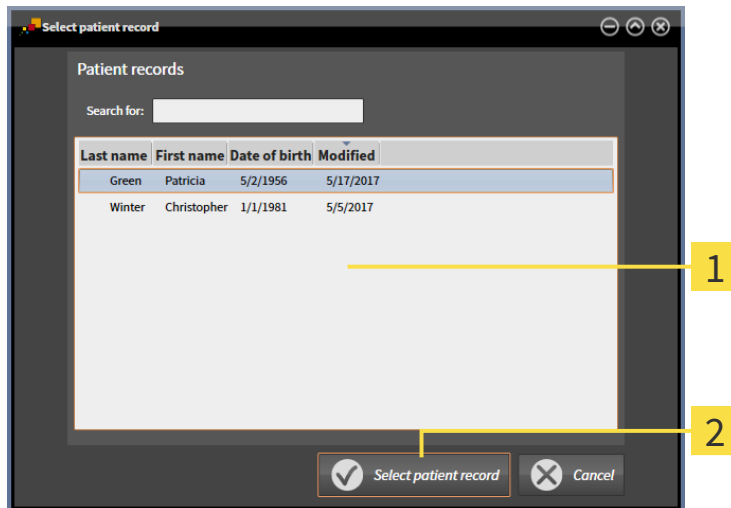 Select patient record
Patient records
Search for:
Last name First name Date of birth Modified
Green Patricia 5/2/1956 5/17/2017
Winter Christopher 1/1/1981 5/5/2017
1
2
Select patient record Cancel